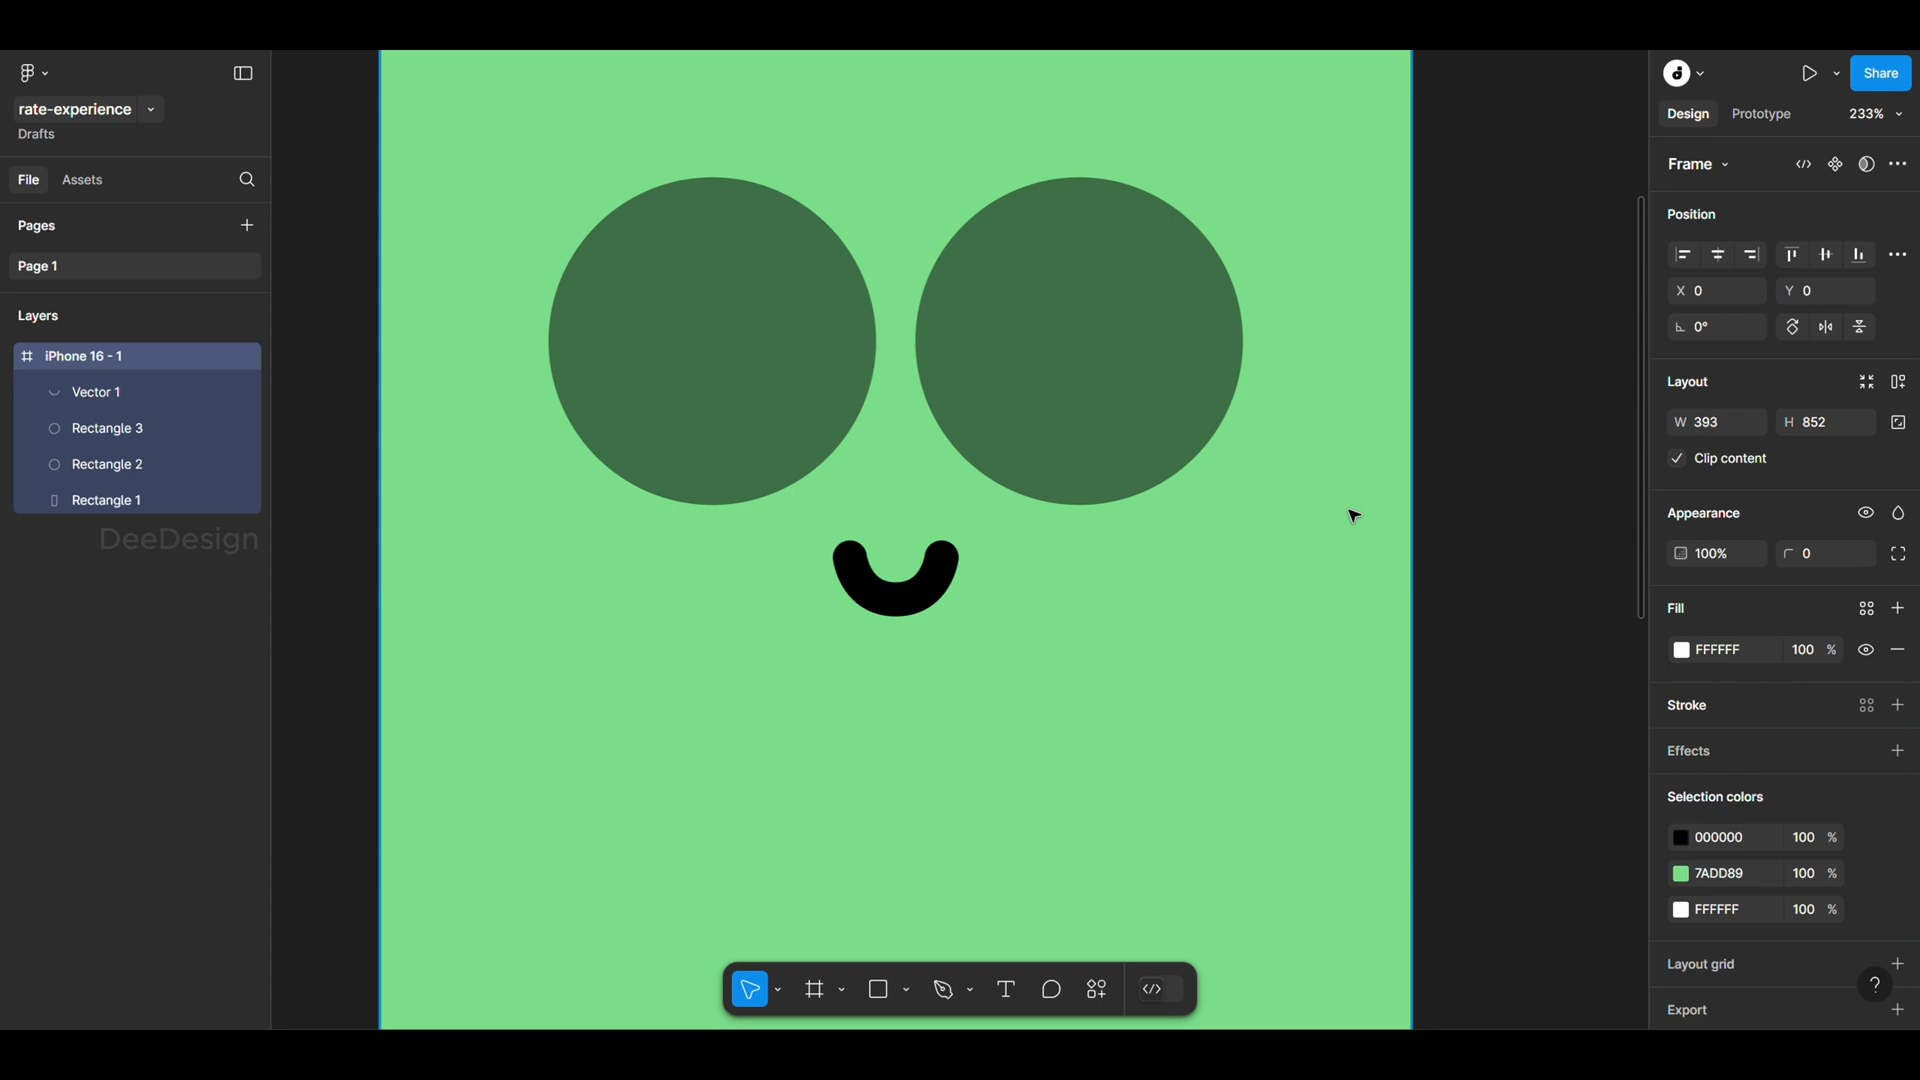 Share
rate-experience
Drafts
Design
Prototype
233%
File
Assets
Frame
Pages
Position
Page 1
X 0
Y 0
Layers
0°
iPhone 16 - 1
Layout
Vector 1
W 393
H 852
Rectangle 3
Clip content
Rectangle 2
Rectangle 1
Appearance
DeeDesign
100%
0
Fill
FFFFFF 100 %
Stroke
Effects
Selection colors
000000 100 %
7ADD89 100 %
FFFFFF 100 %
Layout grid
?
Export